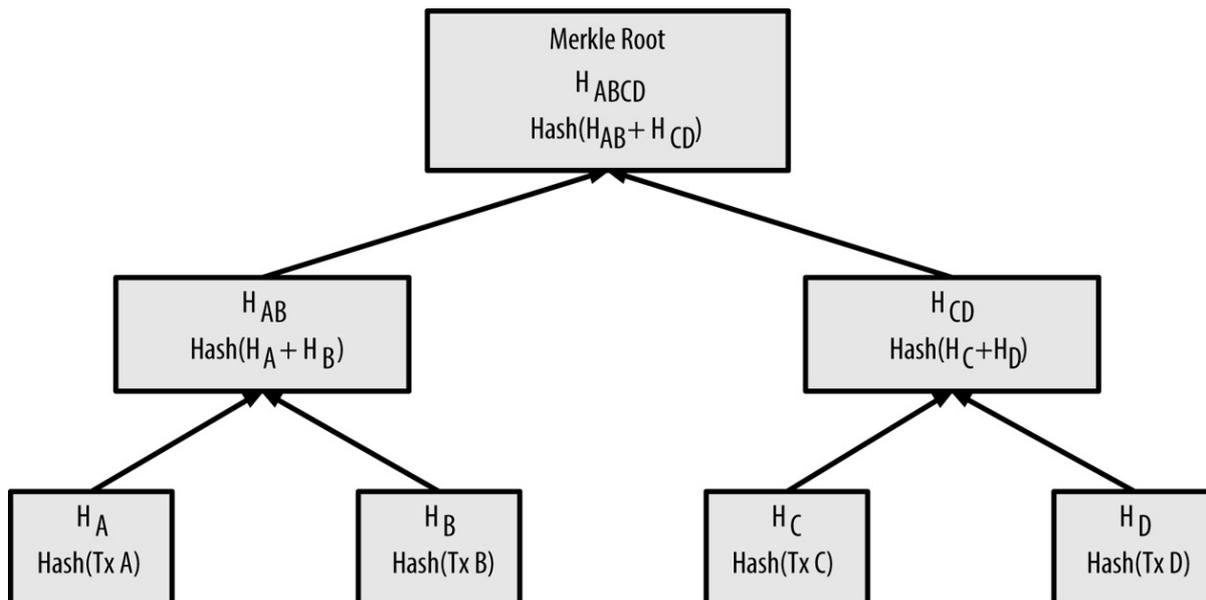 Merkle Root
H ABCD
Hash(H AB + H CD)
H AB
Hash(H A + H B)
H CD
Hash(H C+H D)
H A
Hash(Tx A)
H B
Hash(Tx B)
H C
Hash(Tx C)
H D
Hash(Tx D)